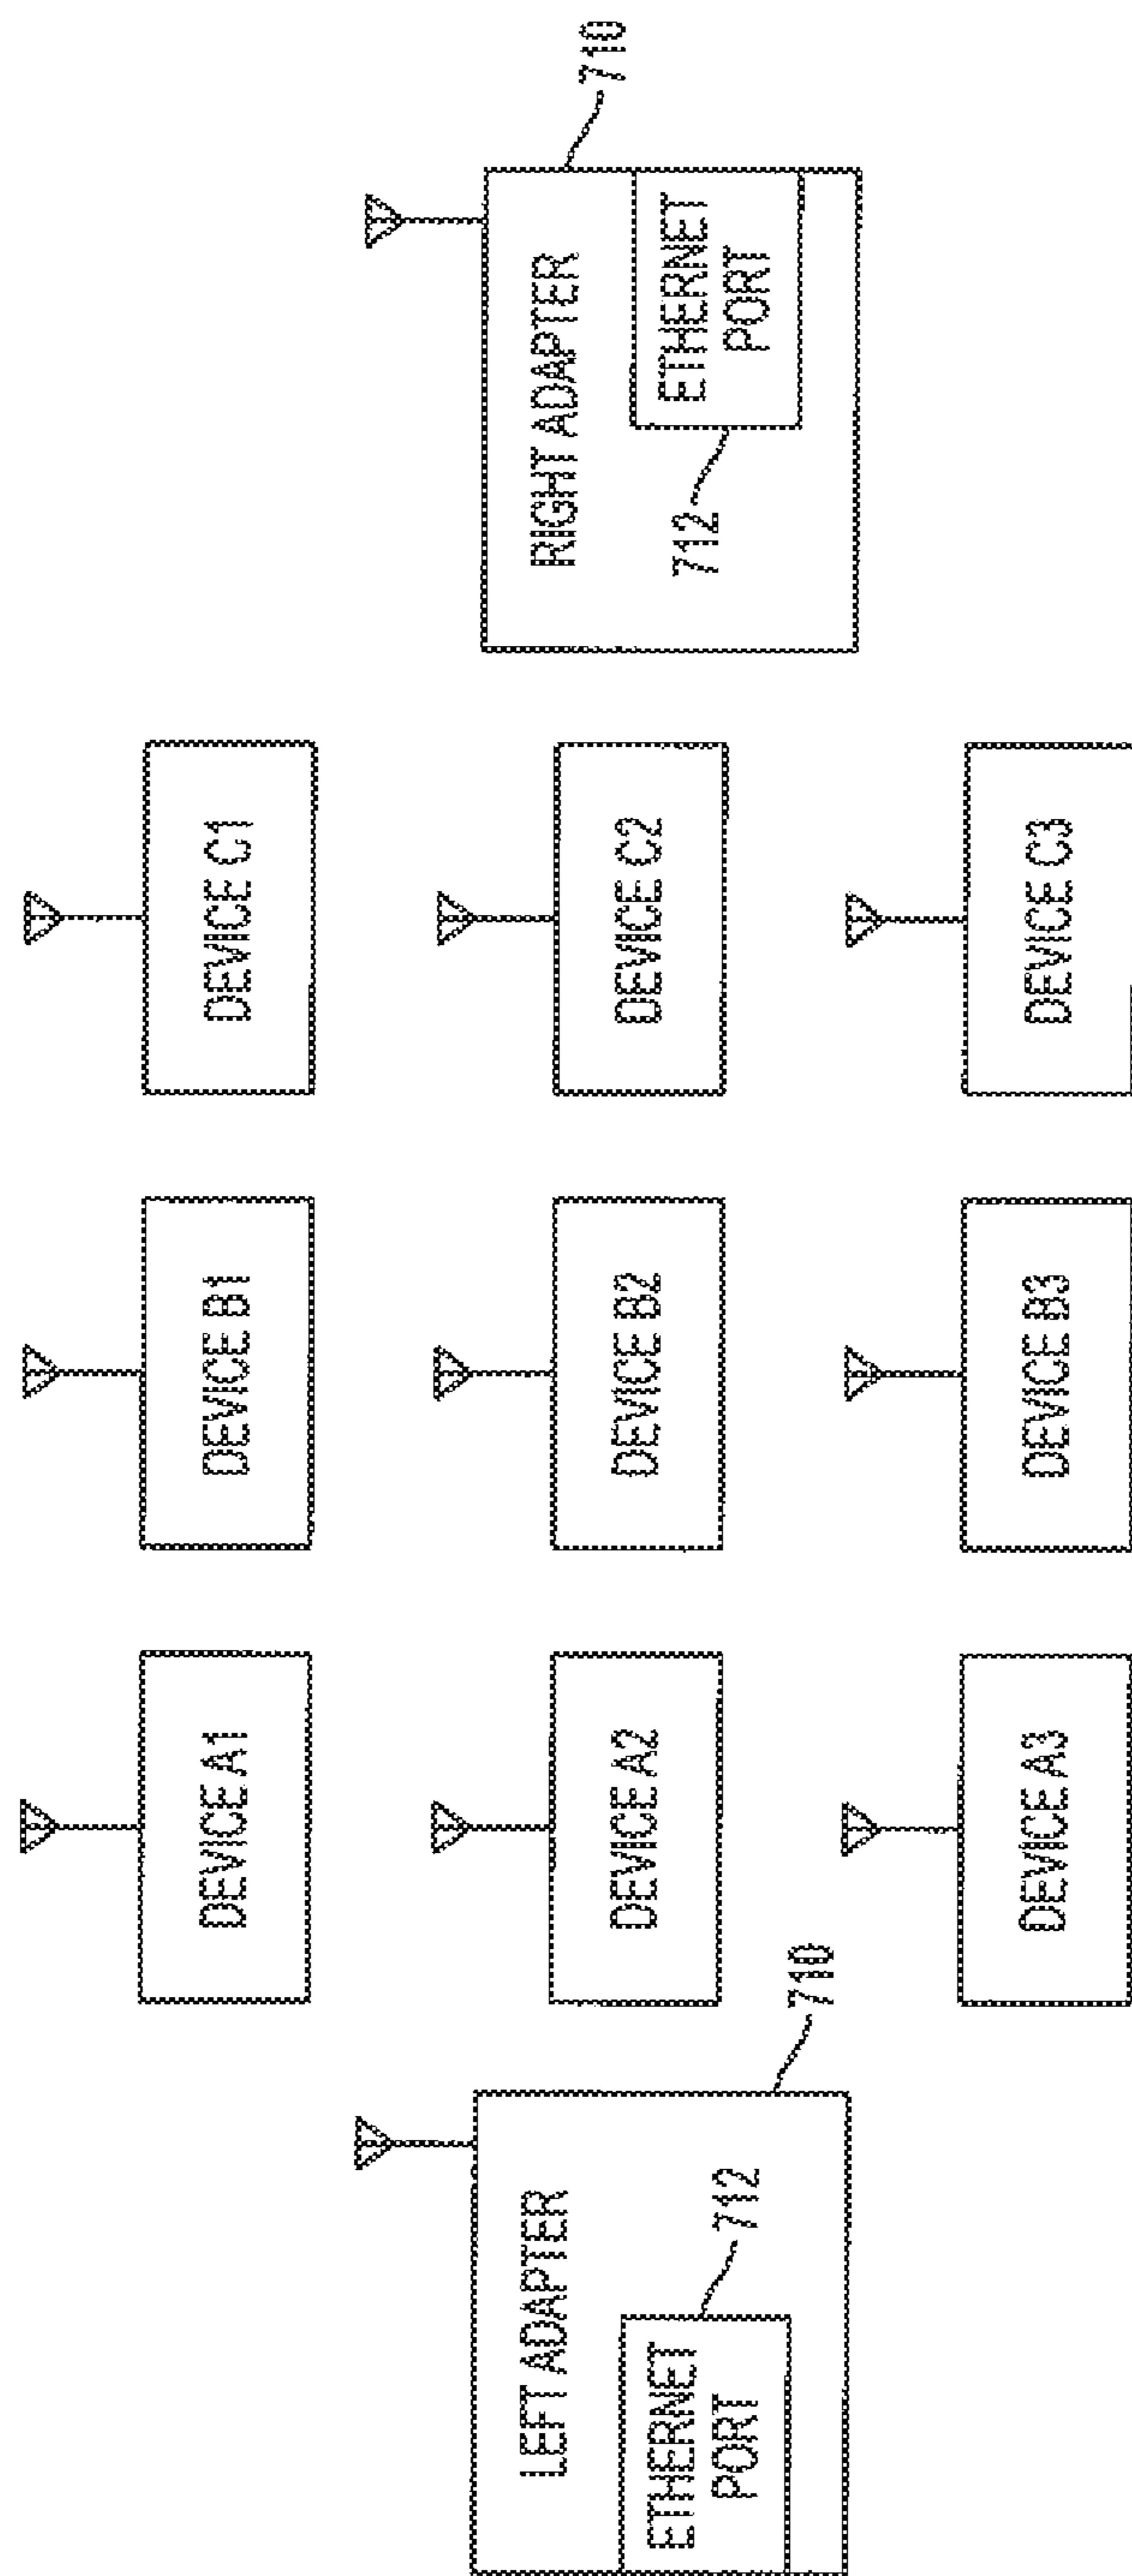 DEVICE A1
DEVICE B1
DEVICE C1
710
LEFT ADAPTER
ETHERNET
PORT
712
710
DEVICE A2
DEVICE B2
DEVICE C2
RIGHT ADAPTER
712
ETHERNET
PORT
DEVICE A3
DEVICE B3
DEVICE C3